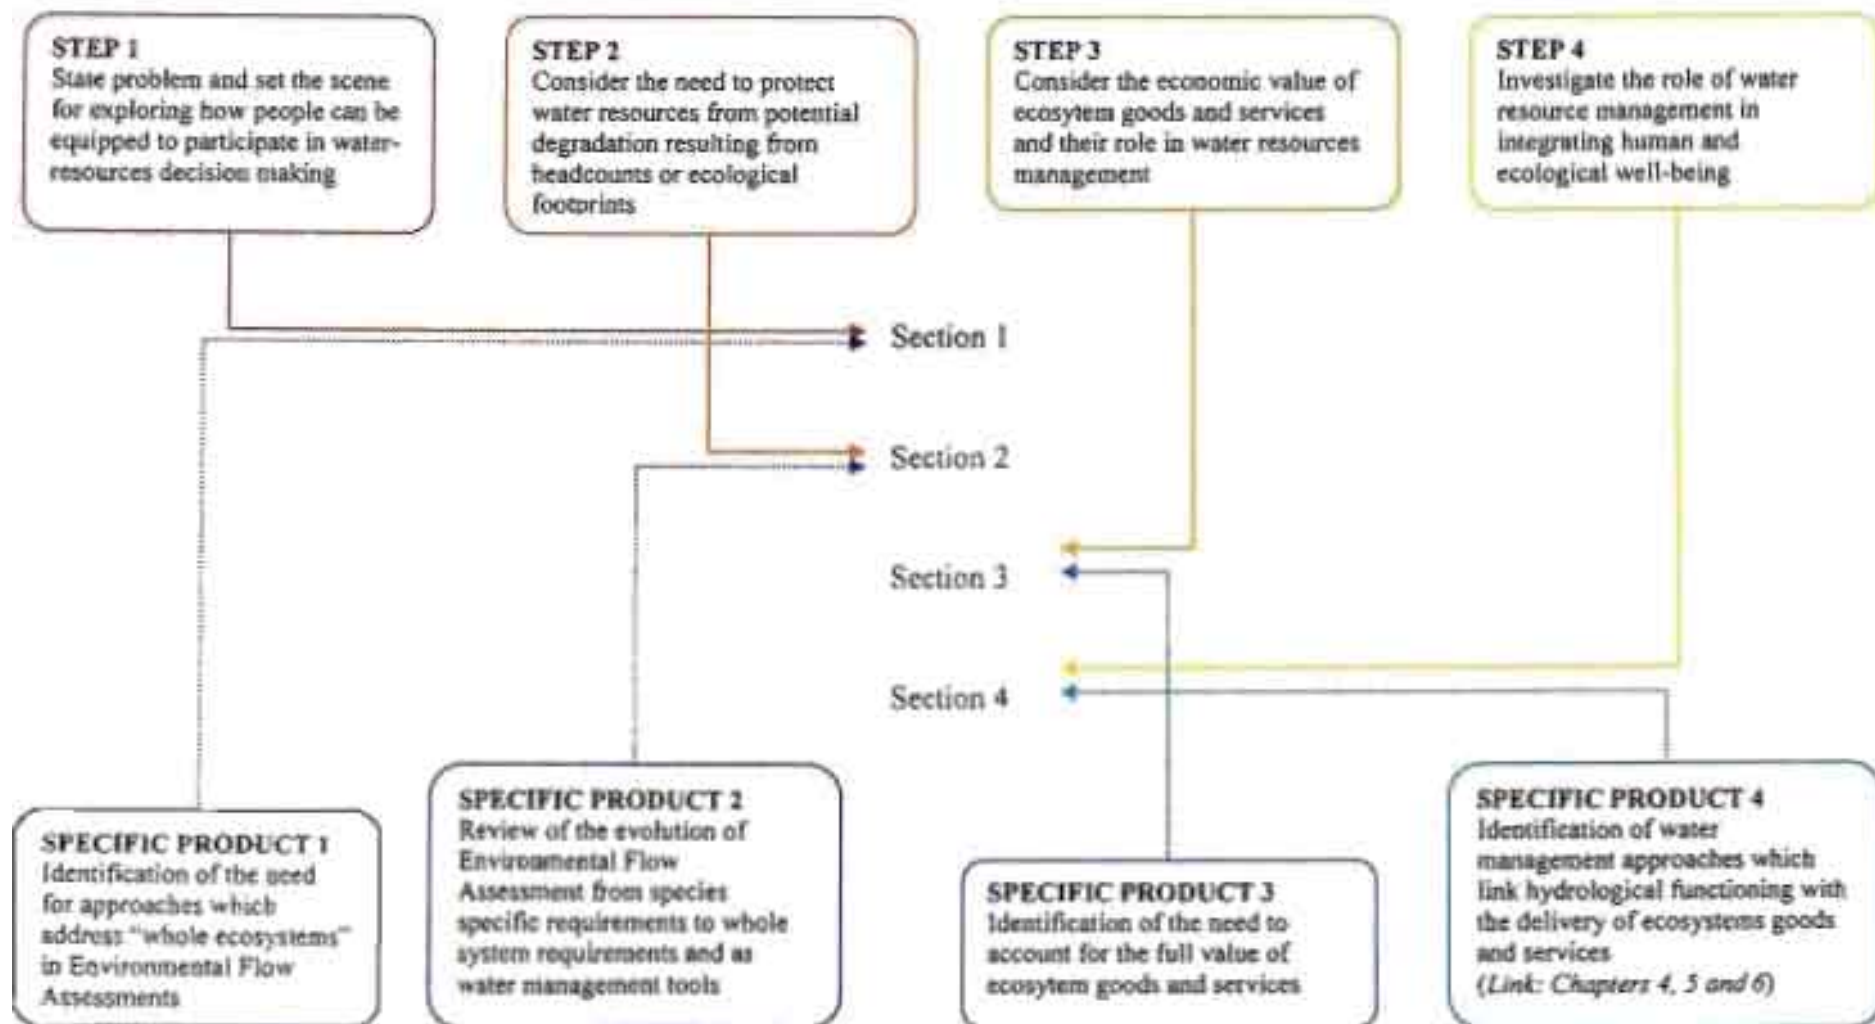 STEP 1
State problem and set the scene
for exploring how people can be
equipped to participate in water-
resources decision making
STEP 2
Consider the need to protect
water resources from potential
degradation resulting from
headcounts or ecological
footprints
STEP 3
Consider the economic value of
ecosytem goods and services
and their role in water resources
management
STEP 4
Investigate the role of water
resource management in
integrating human and
ecological well-being
Section 1
Section 2
Section 3
Section 4
SPECIFIC PRODUCT 1
Identification of the need
for approaches which
address "whole ecosystems"
in Environmental Flow
Assessments
SPECIFIC PRODUCT 2
Review of the evolution of
Environmental Flow
Assessment from species
specific requirements to whole
system requirements and as
water management tools
SPECIFIC PRODUCT 3
Identification of the need to
account for the full value of
ecosytem goods and services
SPECIFIC PRODUCT 4
Identification of water
management approaches which
link hydrological functioning with
the delivery of ecosystems goods
and services
(Link: Chapters 4, 5 and 6)